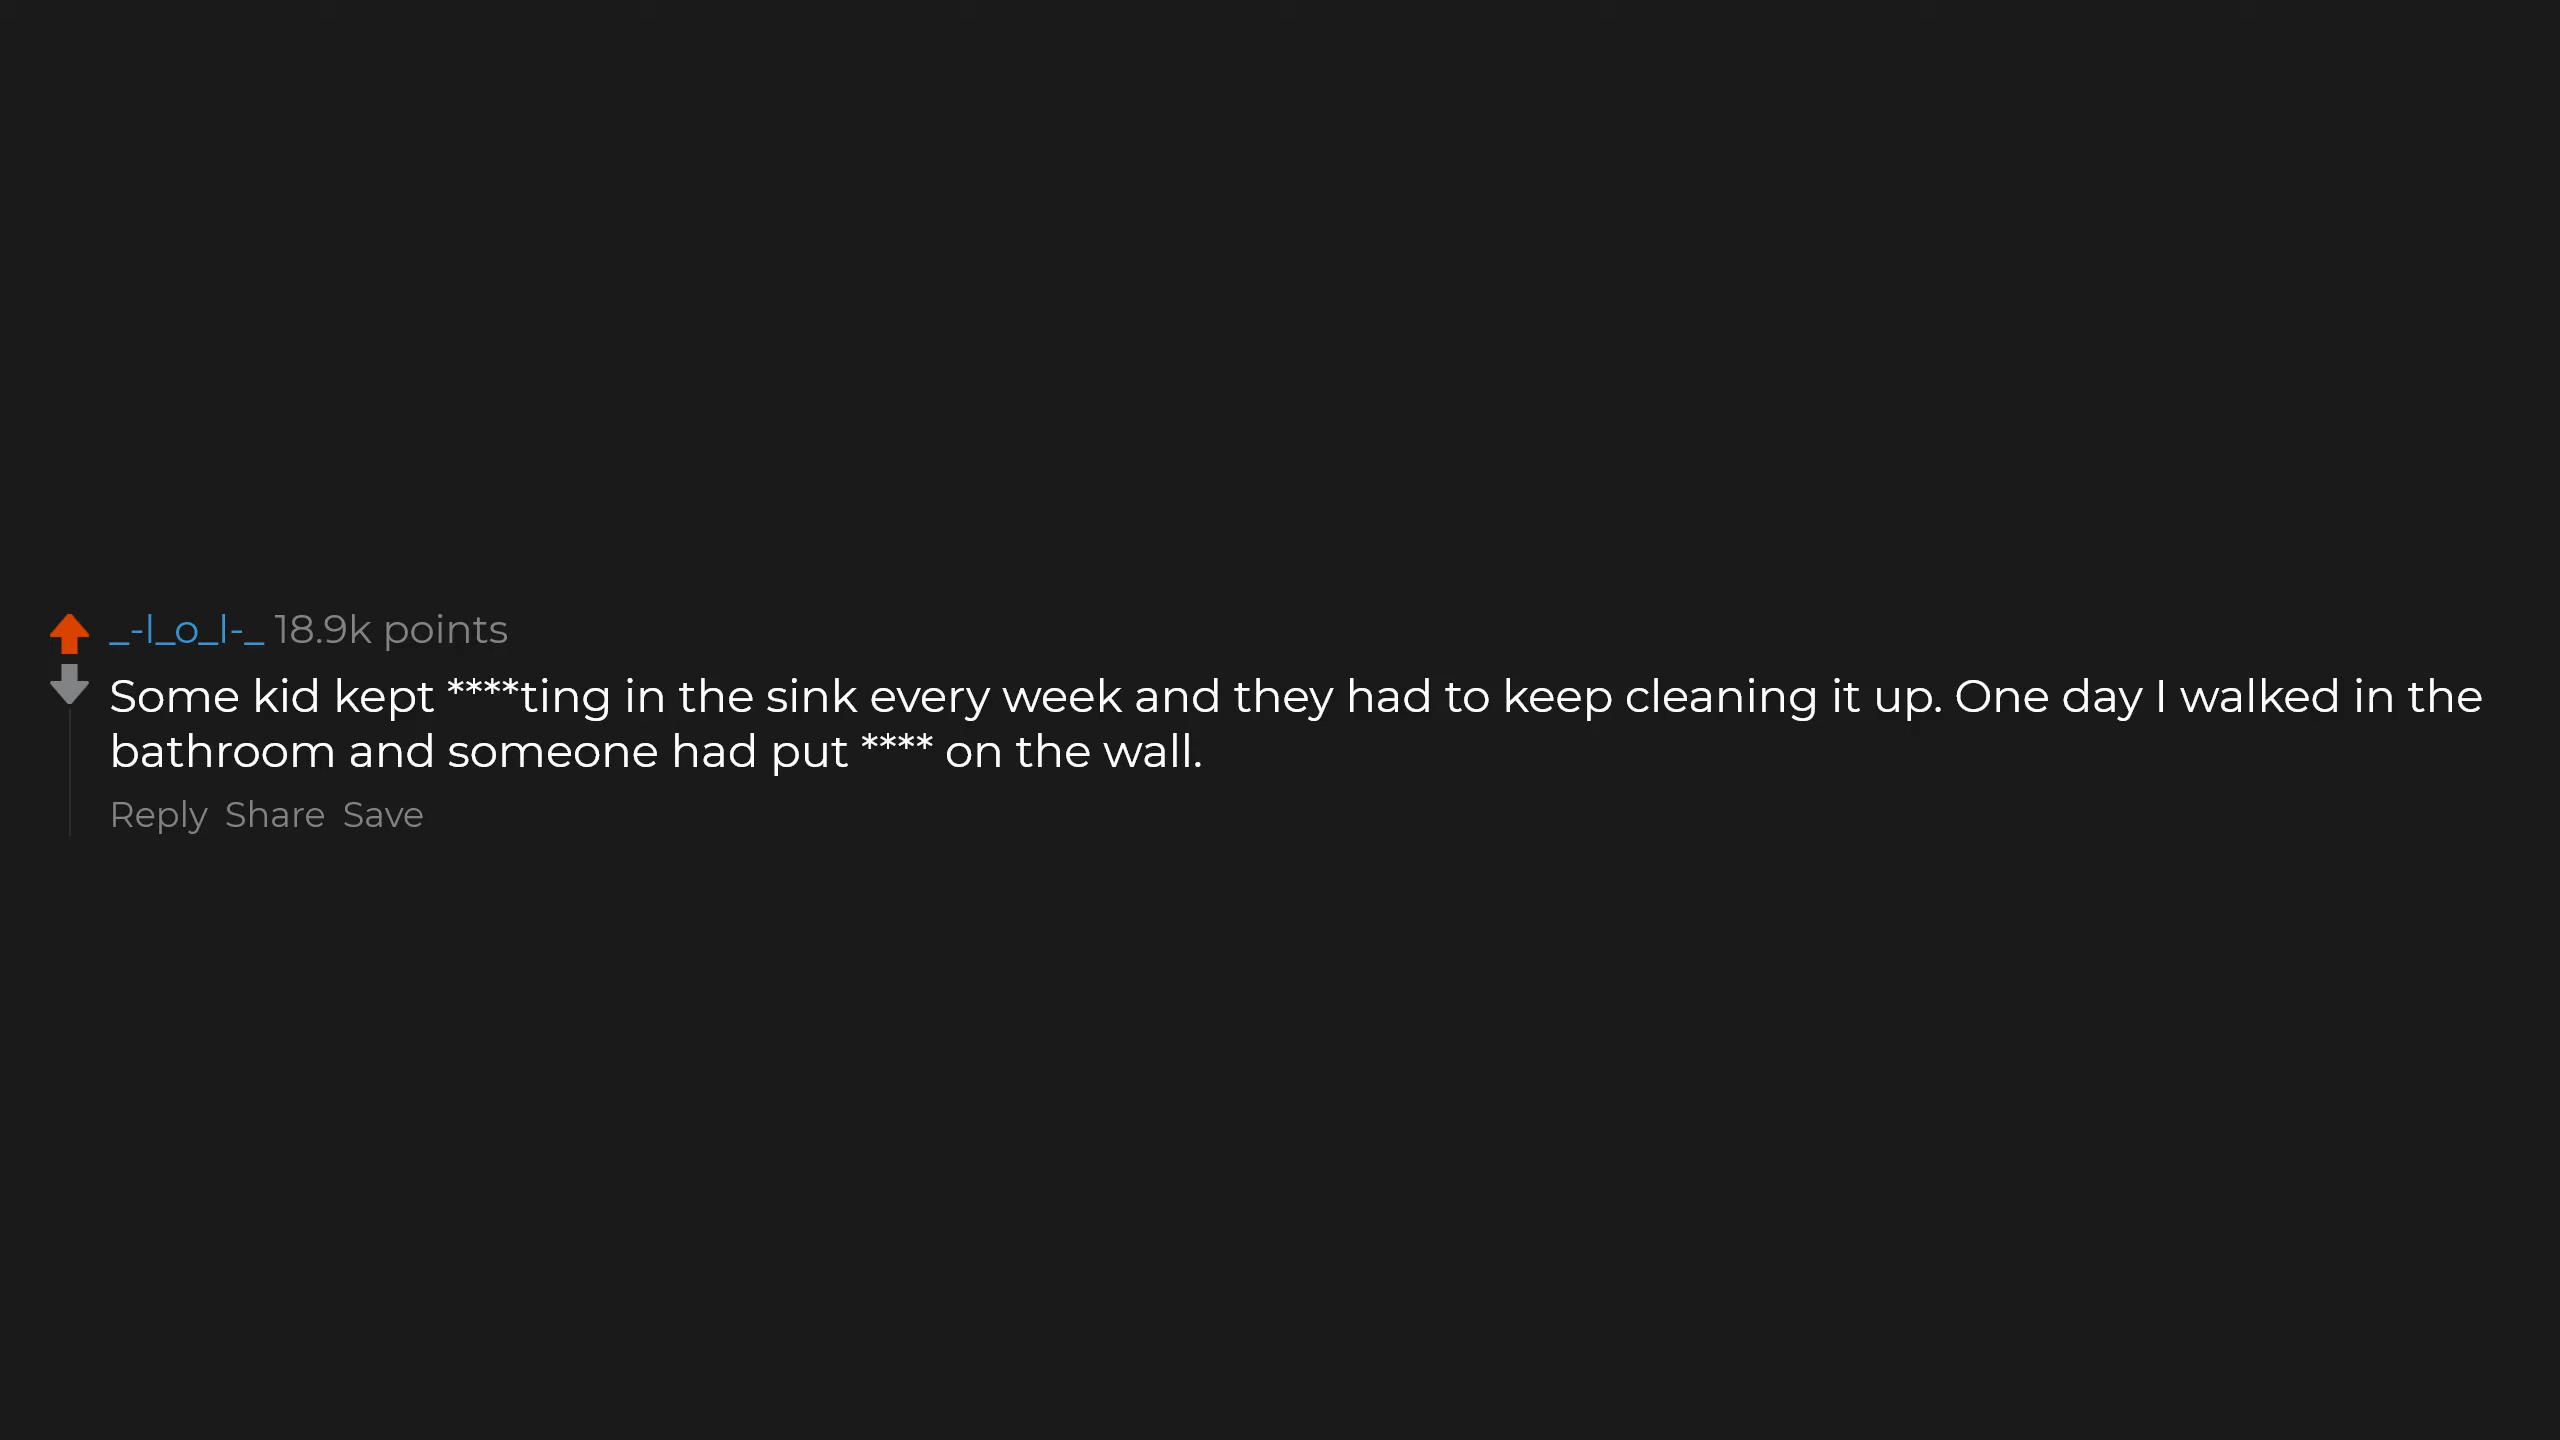 _-l_o_l-_ 18.9k points
Some kid kept ****ting in the sink every week and they had to keep cleaning it up. One day I walked in the
bathroom and someone had put **** on the wall.
Reply Share Save